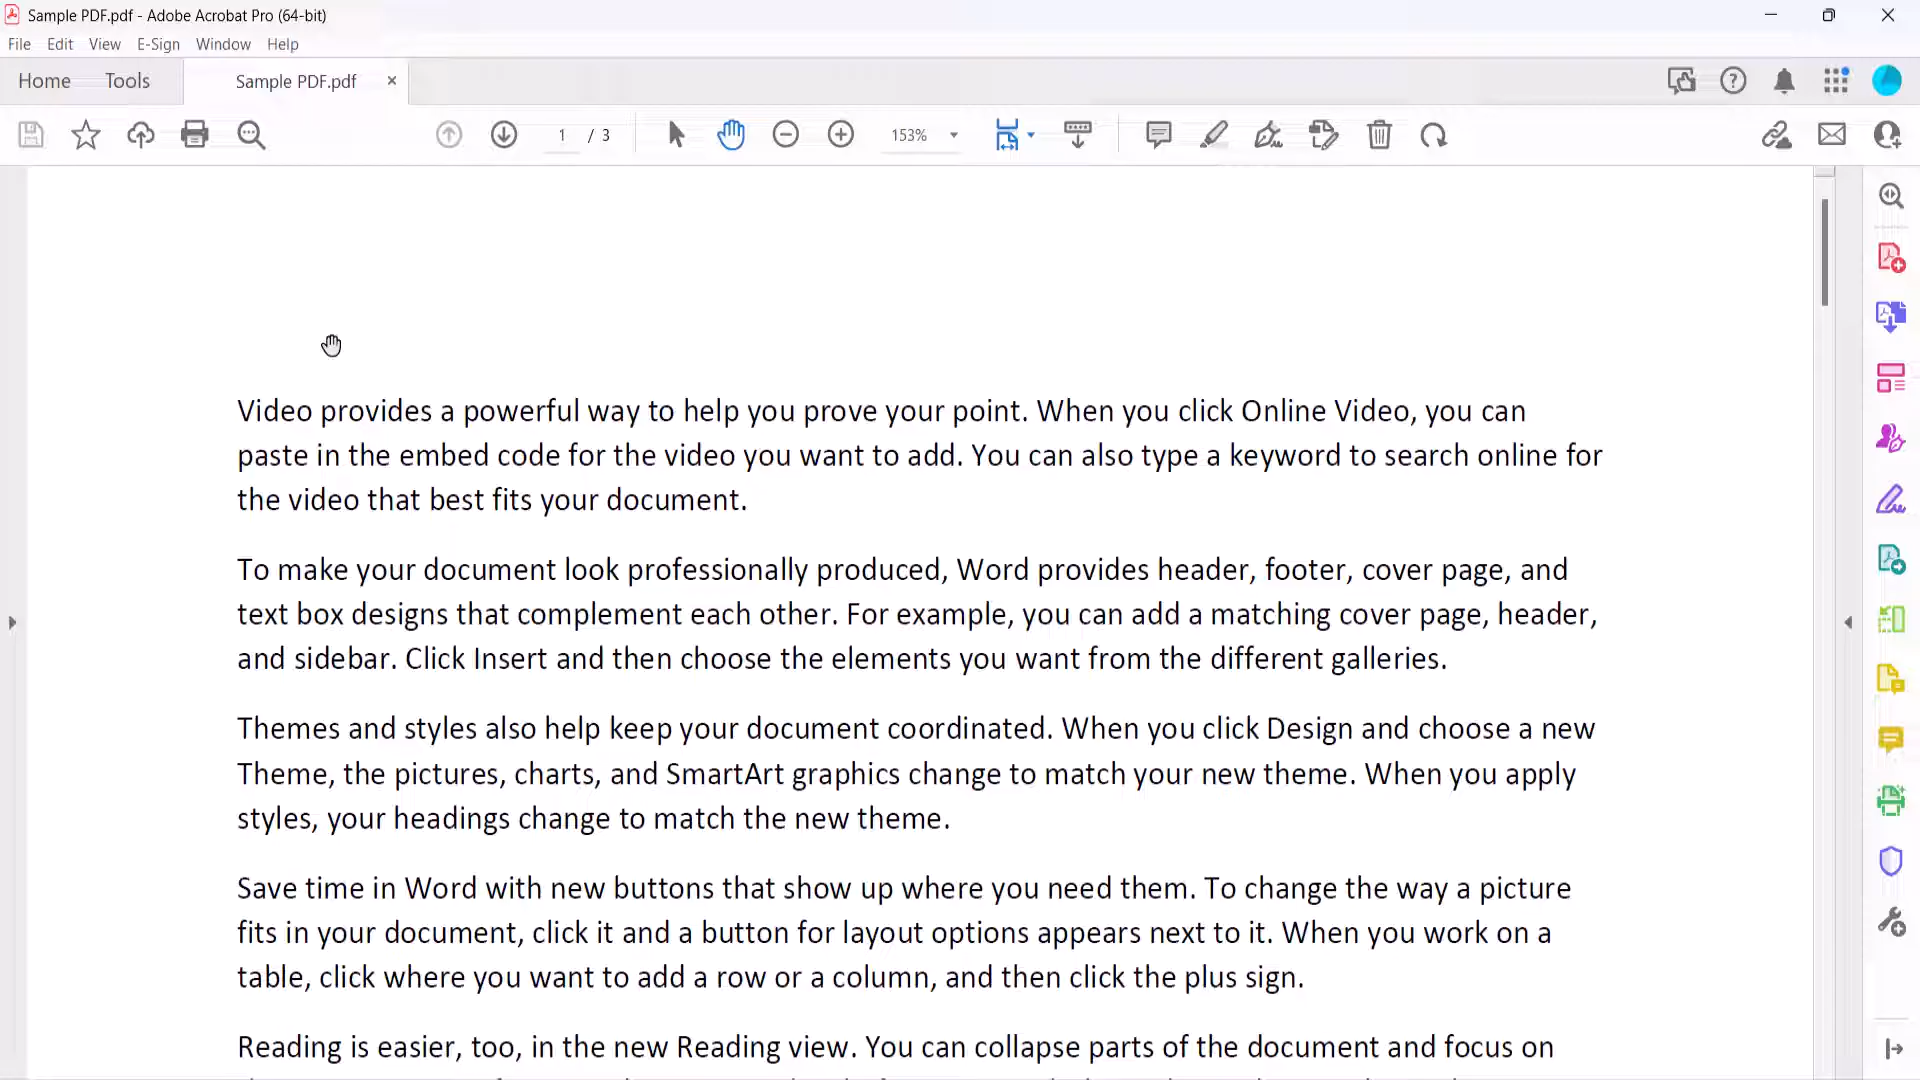 Sample PDF.pdf - Adobe Acrobat Pro (64-bit)
File Edit View E-Sign Window Help
Home Tools Sample PDF.pdf ×
1 / 3 153%
Video provides a powerful way to help you prove your point. When you click Online Video, you can
paste in the embed code for the video you want to add. You can also type a keyword to search online for
the video that best fits your document.
To make your document look professionally produced, Word provides header, footer, cover page, and
text box designs that complement each other. For example, you can add a matching cover page, header,
and sidebar. Click Insert and then choose the elements you want from the different galleries.
Themes and styles also help keep your document coordinated. When you click Design and choose a new
Theme, the pictures, charts, and SmartArt graphics change to match your new theme. When you apply
styles, your headings change to match the new theme.
Save time in Word with new buttons that show up where you need them. To change the way a picture
fits in your document, click it and a button for layout options appears next to it. When you work on a
table, click where you want to add a row or a column, and then click the plus sign.
Reading is easier, too, in the new Reading view. You can collapse parts of the document and focus on